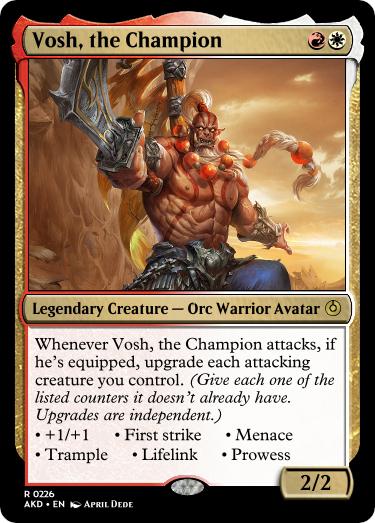 Vosh, the Champion
Legendary Creature — Orc Warrior Avatar
Whenever Vosh, the Champion attacks, if
he's equipped, upgrade each attacking
creature you control. (Give each one of the
listed counters it doesn't already have.
Upgrades are independent.)
• +1/+1 • First strike • Menace
• Trample • Lifelink • Prowess
2/2
R 0226
AKD • EN April Dede